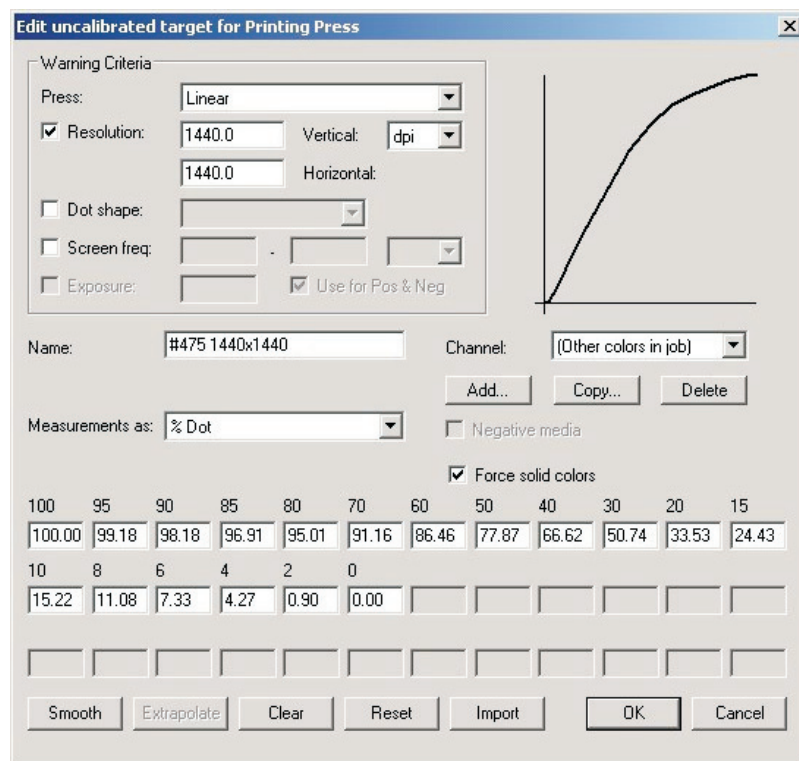 Edit uncalibrated target for Printing Press
Warning Criteria
Press: Linear
Resolution: 1440.0 Vertical: dpi
1440.0 Horizontal:
Dot shape:
Screen freq: -
Exposure: Use for Pos & Neg
Name: #475 1440x1440 Channel: (Other colors in job)
Add... Copy... Delete
Measurements as: % Dot Negative media
Force solid colors
100 95 90 85 80 70 60 50 40 30 20 15
100.00 99.18 98.18 96.91 95.01 91.16 86.46 77.87 66.62 50.74 33.53 24.43
10 8 6 4 2 0
15.22 11.08 7.33 4.27 0.90 0.00
Smooth Extrapolate Clear Reset Import OK Cancel